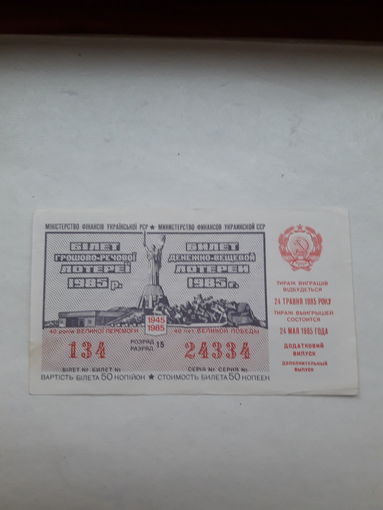 МІНІСТЕРСТВО ФІНАНСІВ УКРАЇНСЬКОЇ РСР ★ МИНИСТЕРСТВО ФИНАНСОВ УКРАИНСКОЙ ССР
БІЛЕТ
ГРОШОВО-РЕЧОВОЇ
ЛОТЕРЕЇ
1985 р.
БИЛЕТ
ДЕНЕЖНО-ВЕЩЕВОЙ
ЛОТЕРЕИ
1985 г.
1945
1985
40 років ВЕЛИКОЇ ПЕРЕМОГИ
40 лет ВЕЛИКОЙ ПОБЕДЫ
134
РОЗРЯД 15
РАЗРЯД
24334
БІЛЕТ № БИЛЕТ №
СЕРІЯ № СЕРИЯ №
ВАРТІСТЬ БІЛЕТА 50 КОПІЙОК ★ СТОИМОСТЬ БИЛЕТА 50 КОПЕЕК
ТИРАЖ ВИГРАШІВ
ВІДБУДЕТЬСЯ
24 ТРАВНЯ 1985 РОКУ
ТИРАЖ ВЫИГРЫШЕЙ
СОСТОИТСЯ
24 МАЯ 1985 ГОДА
ДОДАТКОВИЙ
ВИПУСК
ДОПОЛНИТЕЛЬНЫЙ
ВЫПУСК